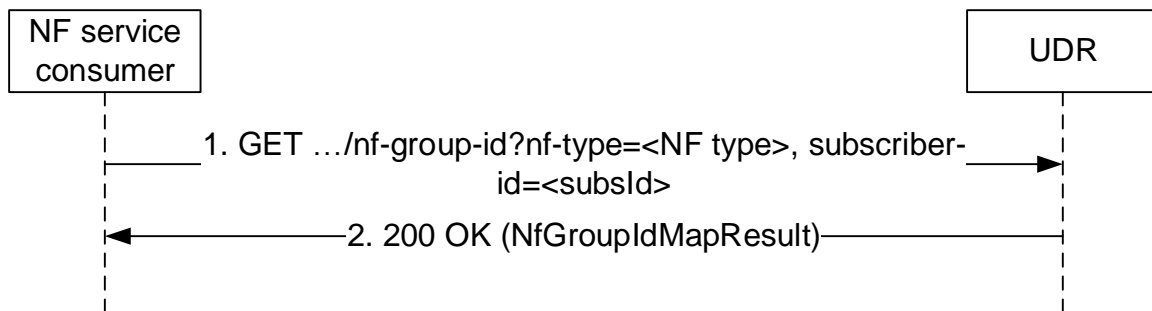 NF service
consumer
UDR
1. GET …/nf-group-id?nf-type=<NF type>, subscriber-
id=<subsId>
2. 200 OK (NfGroupIdMapResult)